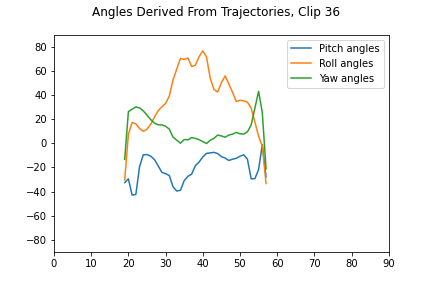 Angles Derived From Trajectories, Clip 36
Pitch angles
Roll angles
Yaw angles
80
60
40
20
0
−20
−40
−60
−80
0 10 20 30 40 50 60 70 80 90